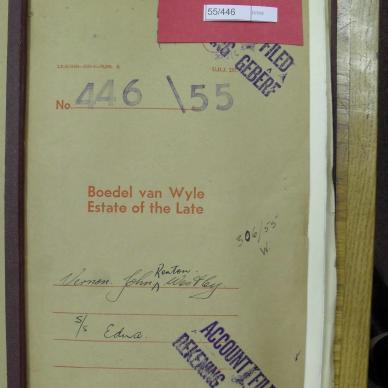 55/446
FILED
GEBÊRE
No. 446 \55
Boedel van Wyle
Estate of the Late
306/55
W.
Renton
Vernon John Westley
s/s Edna.
ACCOUNT FILED
REKENING